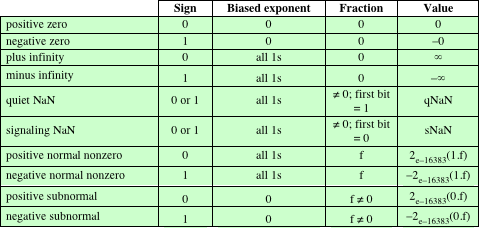 Sign Biased exponent Fraction Value
positive zero 0 0 0 0
negative zero 1 0 0 –0
plus infinity 0 all 1s 0 ∞
minus infinity 1 all 1s 0 –∞
quiet NaN 0 or 1 all 1s ≠ 0; first bit = 1 qNaN
signaling NaN 0 or 1 all 1s ≠ 0; first bit = 0 sNaN
positive normal nonzero 0 all 1s f 2e–16383(1.f)
negative normal nonzero 1 all 1s f –2e–16383(1.f)
positive subnormal 0 0 f ≠ 0 2e–16383(0.f)
negative subnormal 1 0 f ≠ 0 –2e–16383(0.f)